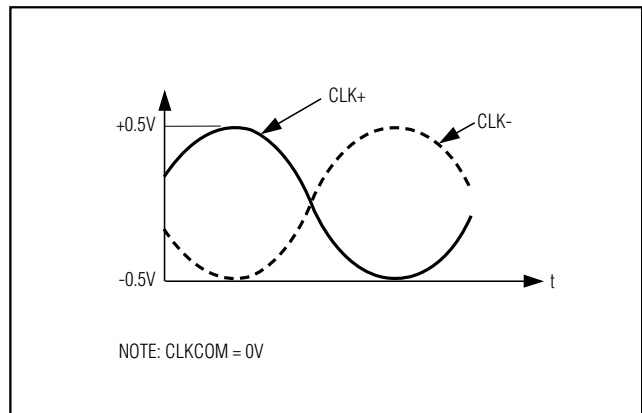 CLK+
+0.5V
CLK-
-0.5V
t
NOTE: CLKCOM = 0V